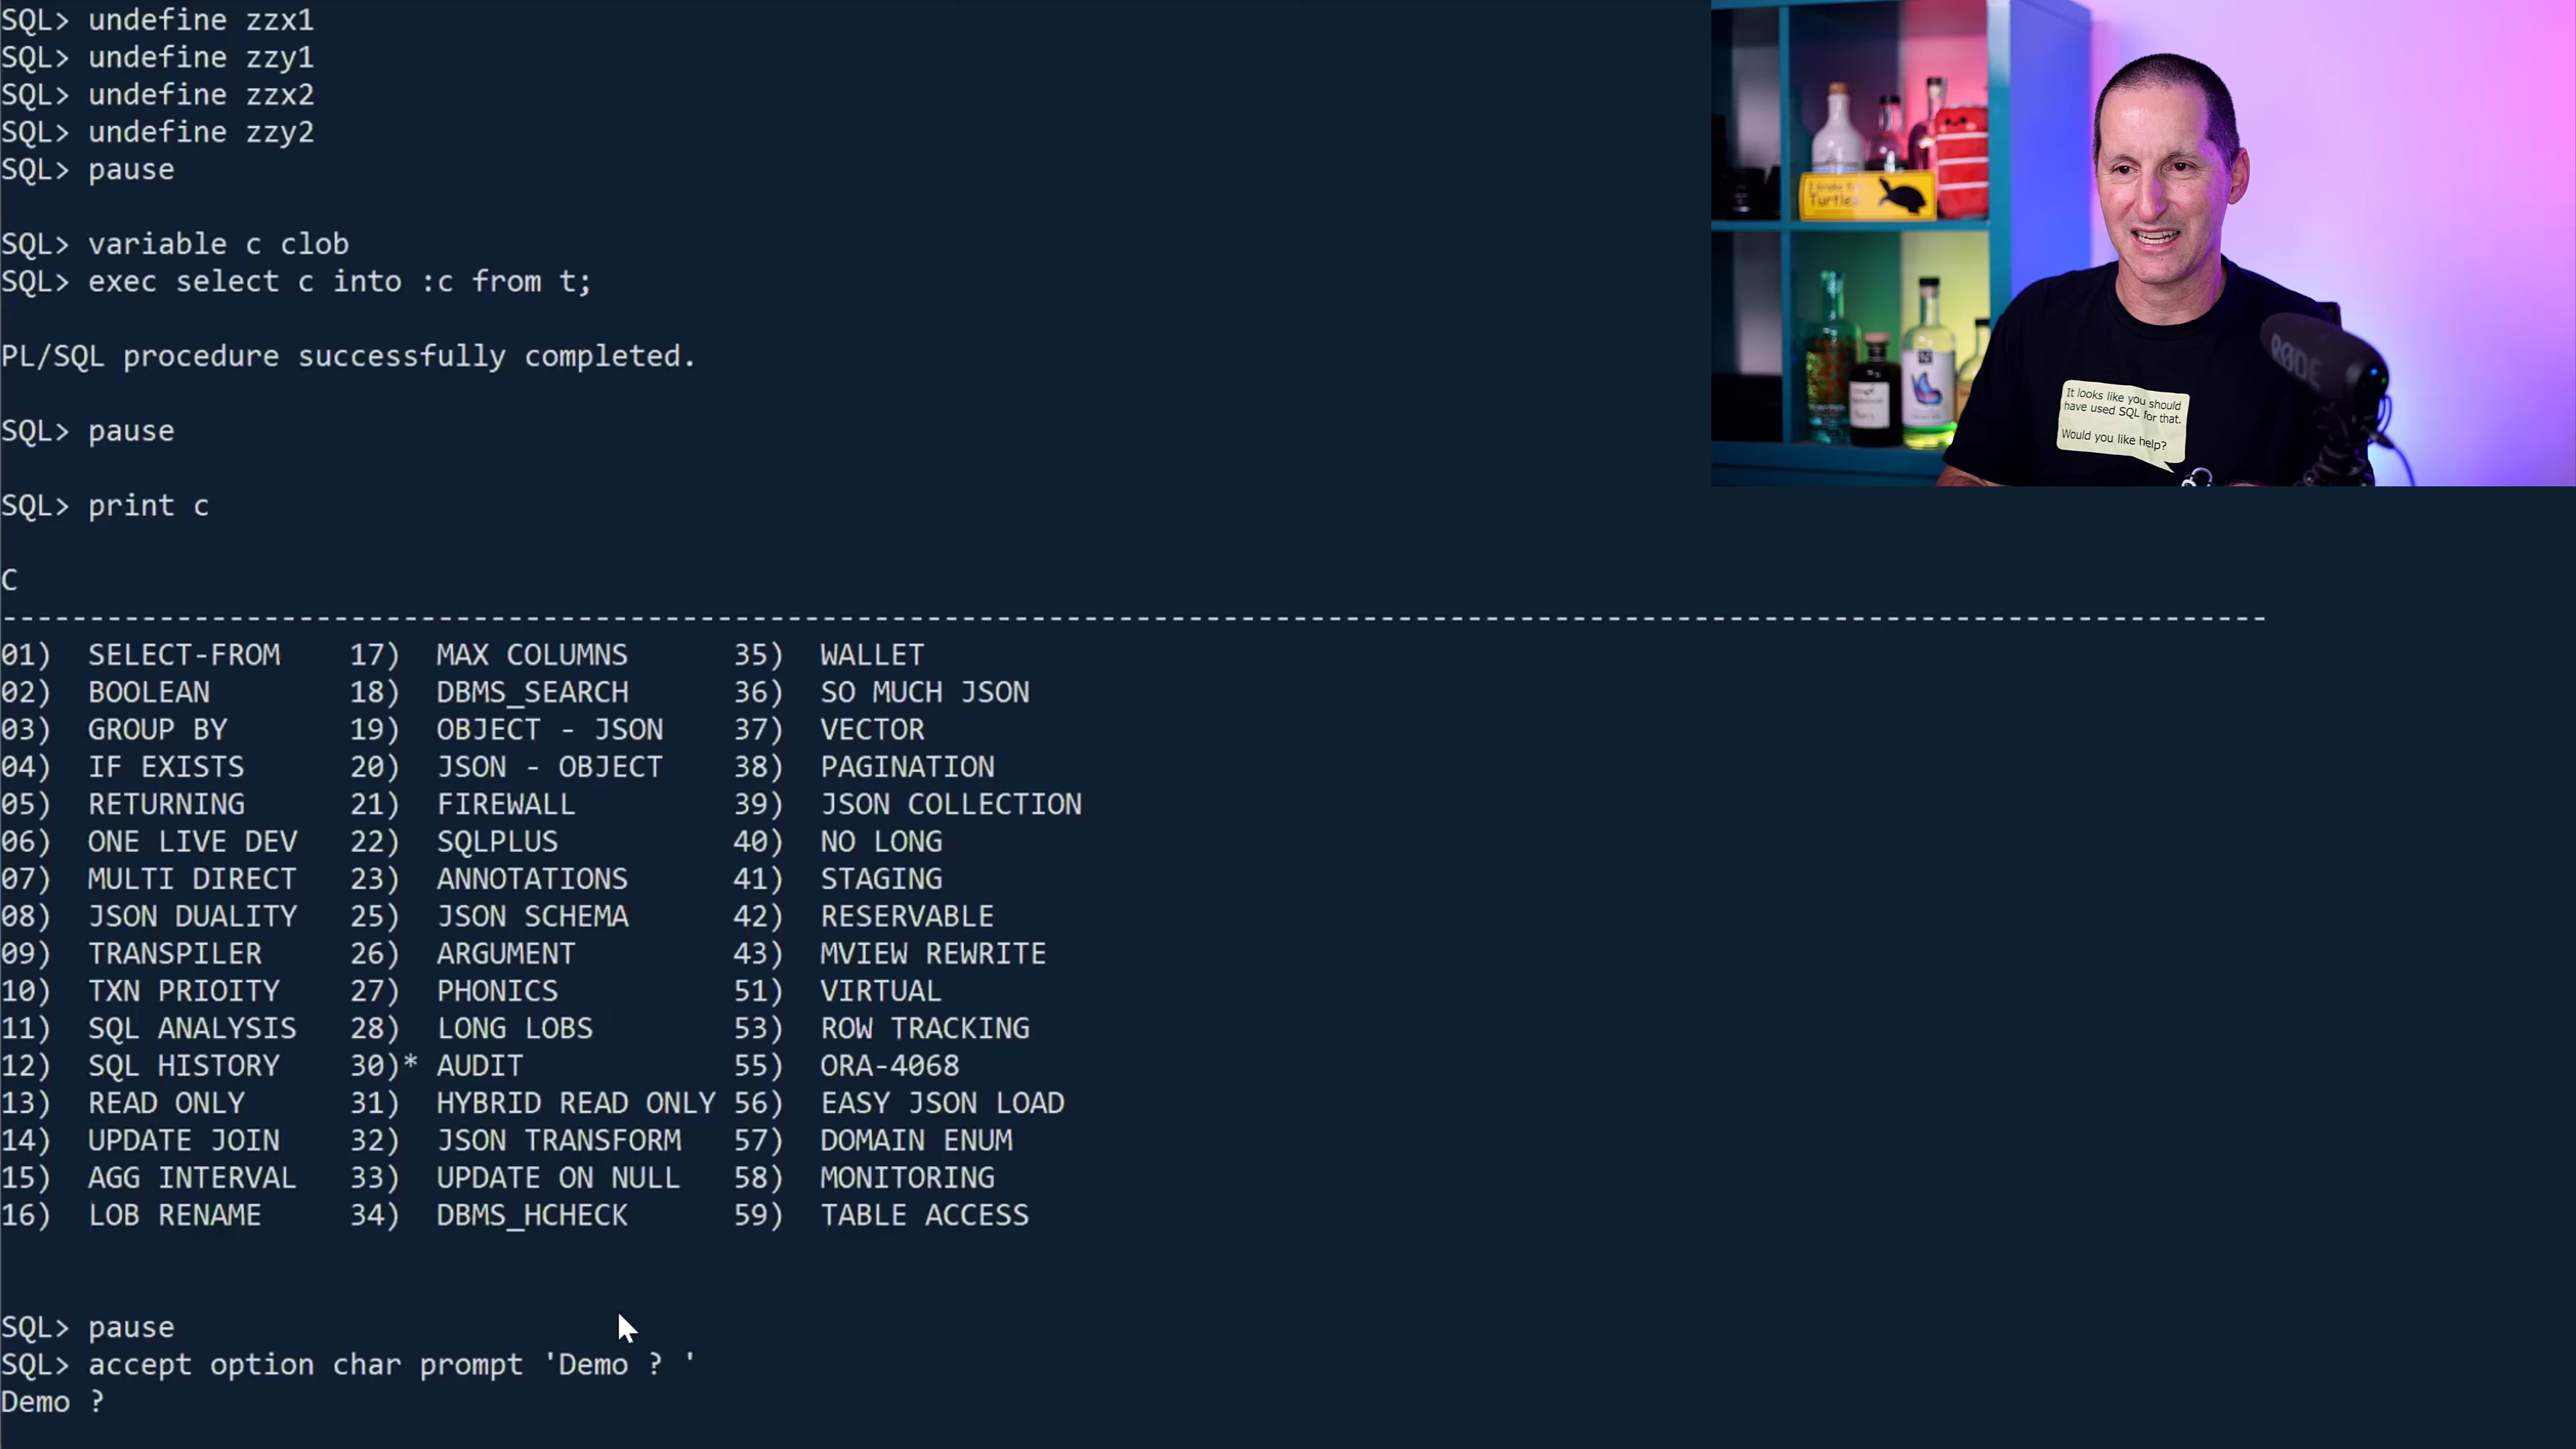 SQL> undefine zzx1
SQL> undefine zzy1
SQL> undefine zzx2
SQL> undefine zzy2
SQL> pause
SQL> variable c clob
SQL> exec select c into :c from t;
PL/SQL procedure successfully completed.
SQL> pause
SQL> print c
C
01) SELECT-FROM 17) MAX COLUMNS 35) WALLET
02) BOOLEAN 18) DBMS_SEARCH 36) SO MUCH JSON
03) GROUP BY 19) OBJECT - JSON 37) VECTOR
04) IF EXISTS 20) JSON - OBJECT 38) PAGINATION
05) RETURNING 21) FIREWALL 39) JSON COLLECTION
06) ONE LIVE DEV 22) SQLPLUS 40) NO LONG
07) MULTI DIRECT 23) ANNOTATIONS 41) STAGING
08) JSON DUALITY 25) JSON SCHEMA 42) RESERVABLE
09) TRANSPILER 26) ARGUMENT 43) MVIEW REWRITE
10) TXN PRIOITY 27) PHONICS 51) VIRTUAL
11) SQL ANALYSIS 28) LONG LOBS 53) ROW TRACKING
12) SQL HISTORY 30)* AUDIT 55) ORA-4068
13) READ ONLY 31) HYBRID READ ONLY 56) EASY JSON LOAD
14) UPDATE JOIN 32) JSON TRANSFORM 57) DOMAIN ENUM
15) AGG INTERVAL 33) UPDATE ON NULL 58) MONITORING
16) LOB RENAME 34) DBMS_HCHECK 59) TABLE ACCESS
SQL> pause
SQL> accept option char prompt 'Demo ? '
Demo ?
Turtles
It looks like you should
have used SQL for that.
Would you like help?
RØDE